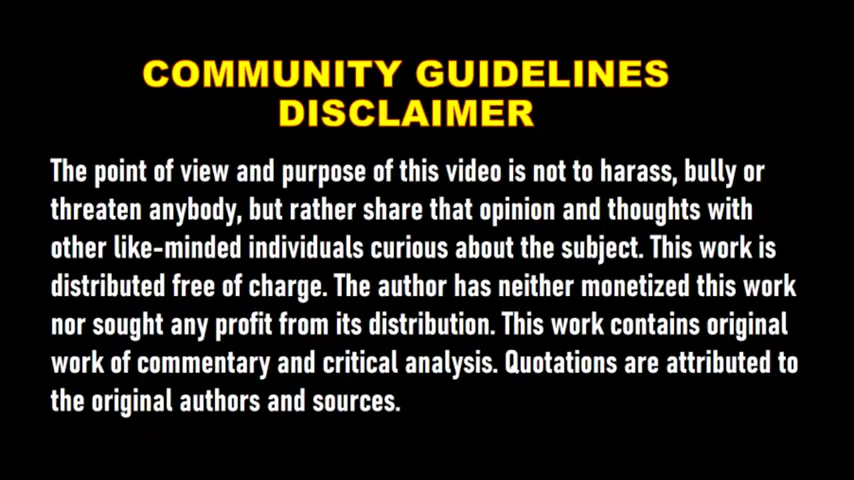 COMMUNITY GUIDELINES
DISCLAIMER
The point of view and purpose of this video is not to harass, bully or
threaten anybody, but rather share that opinion and thoughts with
other like-minded individuals curious about the subject. This work is
distributed free of charge. The author has neither monetized this work
nor sought any profit from its distribution. This work contains original
work of commentary and critical analysis. Quotations are attributed to
the original authors and sources.